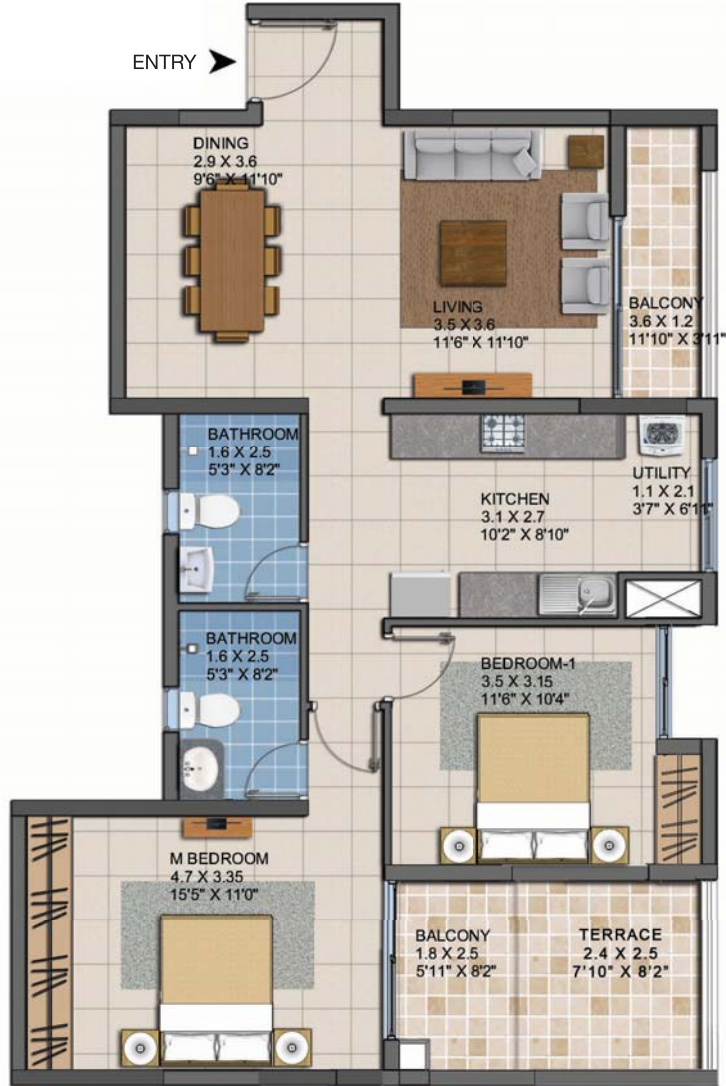 ENTRY
DINING
2.9 X 3.6
9'6" X 11'10"
LIVING
3.5 X 3.6
11'6" X 11'10"
BALCONY
3.6 X 1.2
11'10" X 3'11"
BATHROOM
1.6 X 2.5
5'3" X 8'2"
KITCHEN
3.1 X 2.7
10'2" X 8'10"
UTILITY
1.1 X 2.1
3'7" X 6'11"
BATHROOM
1.6 X 2.5
5'3" X 8'2"
BEDROOM-1
3.5 X 3.15
11'6" X 10'4"
M BEDROOM
4.7 X 3.35
15'5" X 11'0"
BALCONY
1.8 X 2.5
5'11" X 8'2"
TERRACE
2.4 X 2.5
7'10" X 8'2"